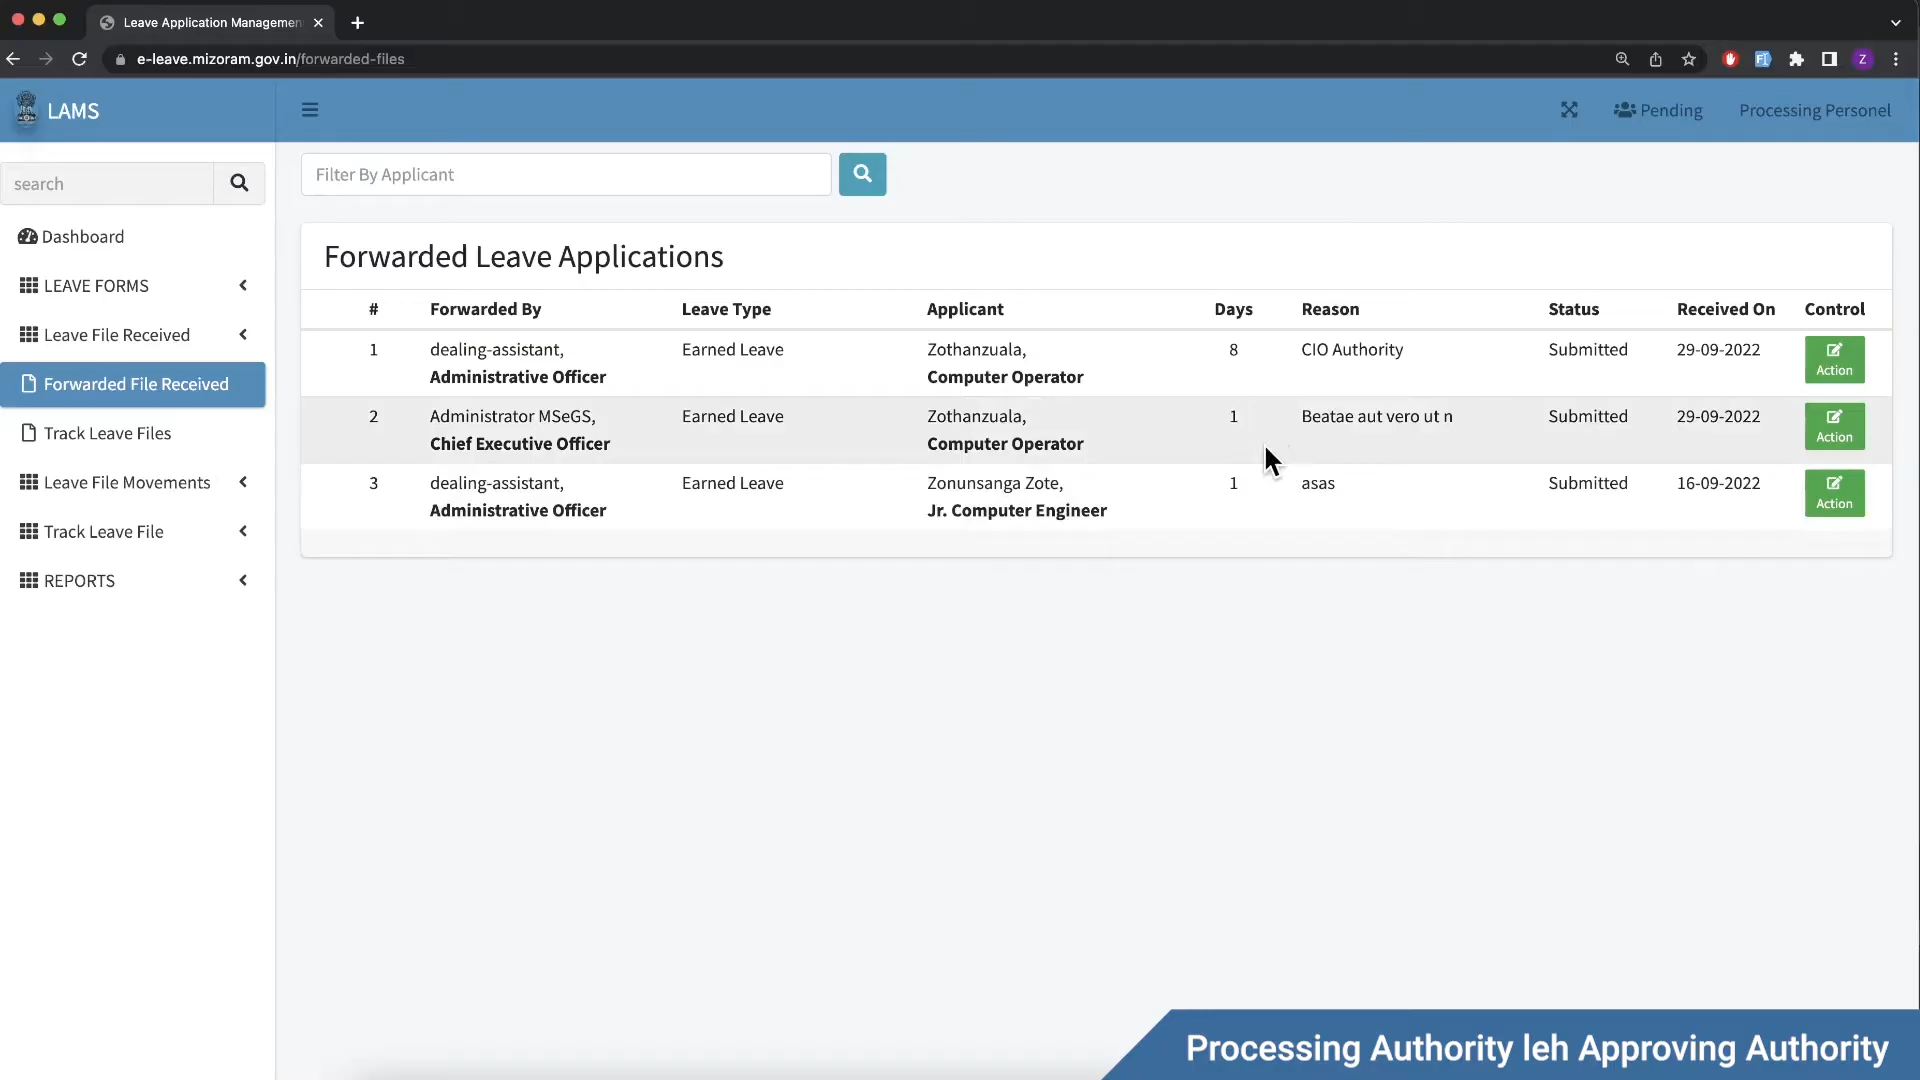 Leave Application Managemen
e-leave.mizoram.gov.in/forwarded-files
Z
LAMS
Pending
Processing Personel
search
Filter By Applicant
Dashboard
LEAVE FORMS
Leave File Received
Forwarded File Received
Track Leave Files
Leave File Movements
Track Leave File
REPORTS
Forwarded Leave Applications
# Forwarded By Leave Type Applicant Days Reason Status Received On Control
1 dealing-assistant, Earned Leave Zothanzuala, 8 CIO Authority Submitted 29-09-2022 Action
Administrative Officer Computer Operator
2 Administrator MSeGS, Earned Leave Zothanzuala, 1 Beatae aut vero ut n Submitted 29-09-2022 Action
Chief Executive Officer Computer Operator
3 dealing-assistant, Earned Leave Zonunsanga Zote, 1 asas Submitted 16-09-2022 Action
Administrative Officer Jr. Computer Engineer
Processing Authority leh Approving Authority